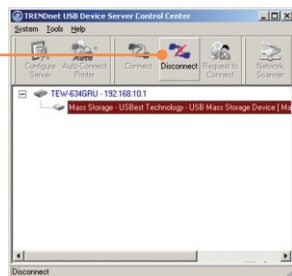 TRENDnet USB Device Server Control Center
System Tools Help
Configure Server
Auto
Auto-Connect Printer
Connect
Disconnect
Request to Connect
Network Scanner
TEW-634GRU - 192.168.10.1
Mass Storage - USBest Technology - USB Mass Storage Device [ Ma
Disconnect